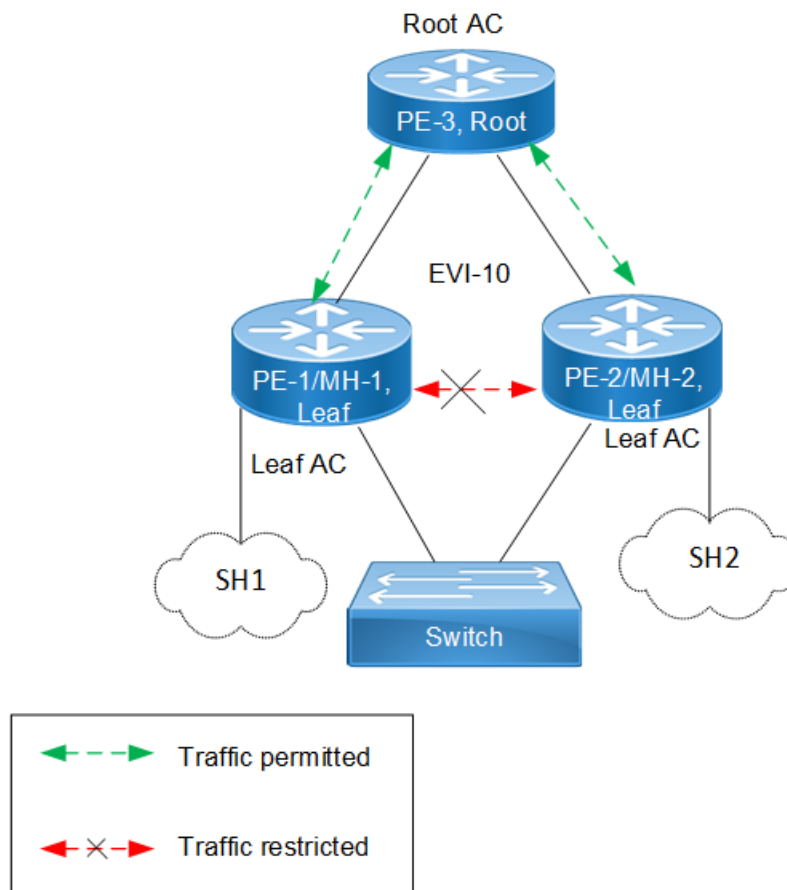 Root AC
PE-3, Root
EVI-10
PE-1/MH-1,
Leaf
PE-2/MH-2,
Leaf
Leaf AC
Leaf AC
SH1
SH2
Switch
Traffic permitted
Traffic restricted